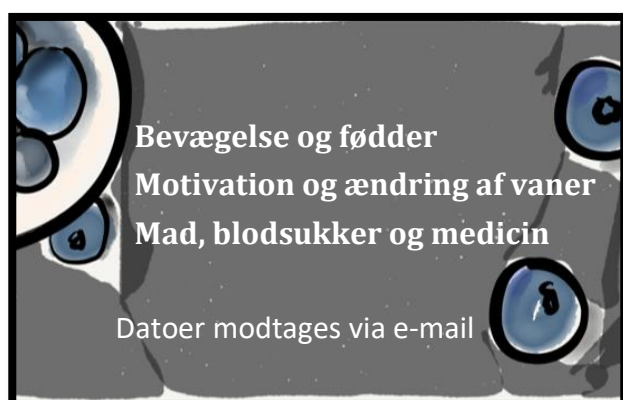 Bevægelse og fødder
Motivation og ændring af vaner
Mad, blodsukker og medicin
Datoer modtages via e-mail